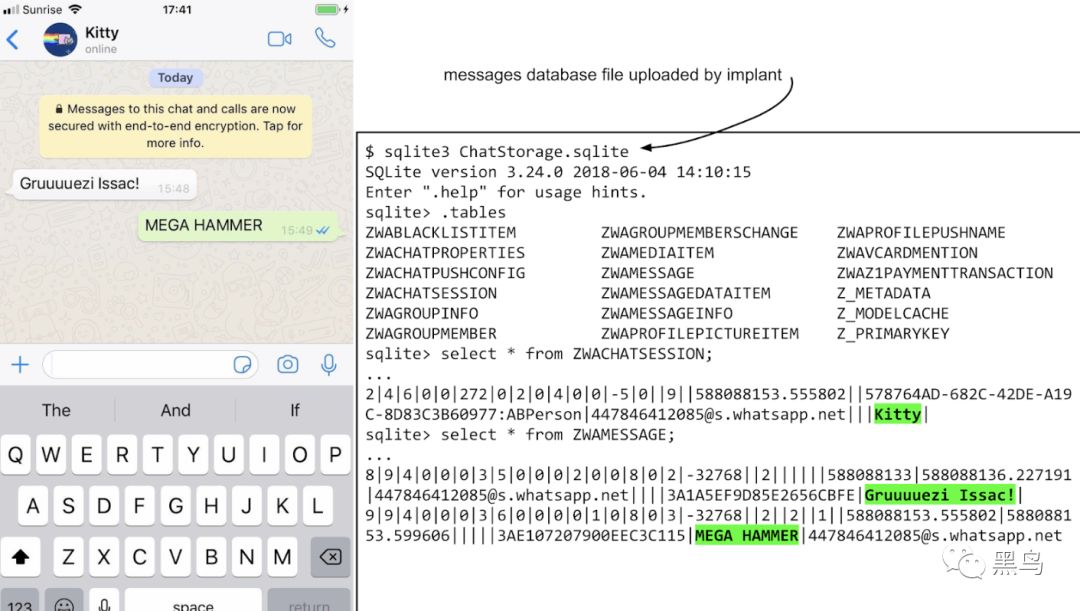 Sunrise
17:41
Kitty
online
Today
Messages to this chat and calls are now
secured with end-to-end encryption. Tap for
more info.
Gruuuuezi Issac!
15:48
MEGA HAMMER
15:49
The
And
If
Q W E R T Y U I O P
A S D F G H J K L
Z X C V B N M
123
space
return
messages database file uploaded by implant
$ sqlite3 ChatStorage.sqlite
SQLite version 3.24.0 2018-06-04 14:10:15
Enter ".help" for usage hints.
sqlite> .tables
ZWABLACKLISTITEM ZWAGROUPMEMBERSCHANGE ZWAPROFILEPUSHNAME
ZWACHATPROPERTIES ZWAMEDIAITEM ZWAVCARDMENTION
ZWACHATPUSHCONFIG ZWAMESSAGE ZWAZ1PAYMENTTRANSACTION
ZWACHATSESSION ZWAMESSAGEDATAITEM Z_METADATA
ZWAGROUPINFO ZWAMESSAGEINFO Z_MODELCACHE
ZWAGROUPMEMBER ZWAPROFILEPICTUREITEM Z_PRIMARYKEY
sqlite> select * from ZWACHATSESSION;
...
2|4|6|0|0|272|0|2|0|4|0|0|-5|0||9||588088153.555802||578764AD-682C-42DE-A19
C-8D83C3B60977:ABPerson|447846412085@s.whatsapp.net|||Kitty|
sqlite> select * from ZWAMESSAGE;
...
8|9|4|0|0|0|3|5|0|0|0|2|0|0|8|0|2|-32768||2||||||588088133|588088136.227191
|447846412085@s.whatsapp.net||||3A1A5EF9D85E2656CBFE|Gruuuuezi Issac!|
9|9|4|0|0|0|3|6|0|0|0|0|1|0|8|0|3|-32768||2||2||1||588088153.555802|5880881
53.599606|||||3AE107207900EEC3C115|MEGA HAMMER|447846412085@s.whatsapp.net
黑鸟